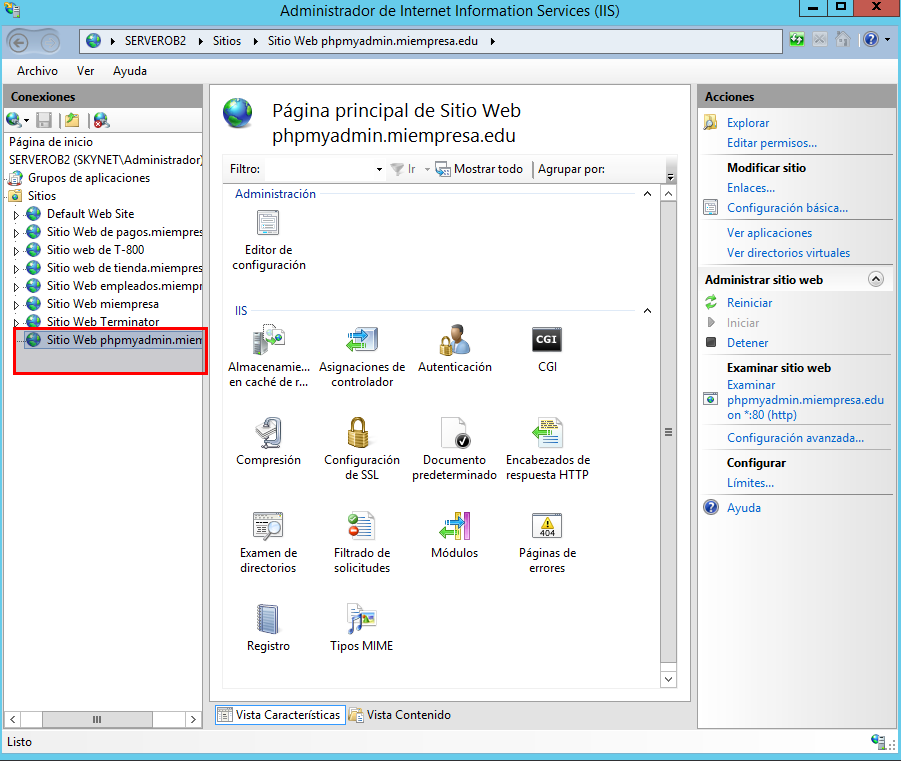 Administrador de Internet Information Services (IIS)
SERVEROB2 Sitios Sitio Web phpmyadmin.miempresa.edu
Archivo Ver Ayuda
Conexiones
Página de inicio
SERVEROB2 (SKYNET\Administrador)
Grupos de aplicaciones
Sitios
Default Web Site
Sitio Web de pagos.miempres
Sitio web de T-800
Sitio web de tienda.miempres
Sitio Web empleados.miempr
Sitio Web miempresa
Sitio Web Terminator
Sitio Web phpmyadmin.miem
Página principal de Sitio Web
phpmyadmin.miempresa.edu
Filtro: Ir Mostrar todo Agrupar por:
Administración
Editor de
configuración
IIS
Almacenamie...
en caché de r...
Asignaciones de
controlador
Autenticación
CGI
CGI
Compresión
Configuración
de SSL
Documento
predeterminado
Encabezados de
respuesta HTTP
Examen de
directorios
Filtrado de
solicitudes
Módulos
404
Páginas de
errores
Registro
Tipos MIME
Vista Características Vista Contenido
Acciones
Explorar
Editar permisos...
Modificar sitio
Enlaces...
Configuración básica...
Ver aplicaciones
Ver directorios virtuales
Administrar sitio web
Reiniciar
Iniciar
Detener
Examinar sitio web
Examinar
phpmyadmin.miempresa.edu
on *:80 (http)
Configuración avanzada...
Configurar
Límites...
Ayuda
Listo